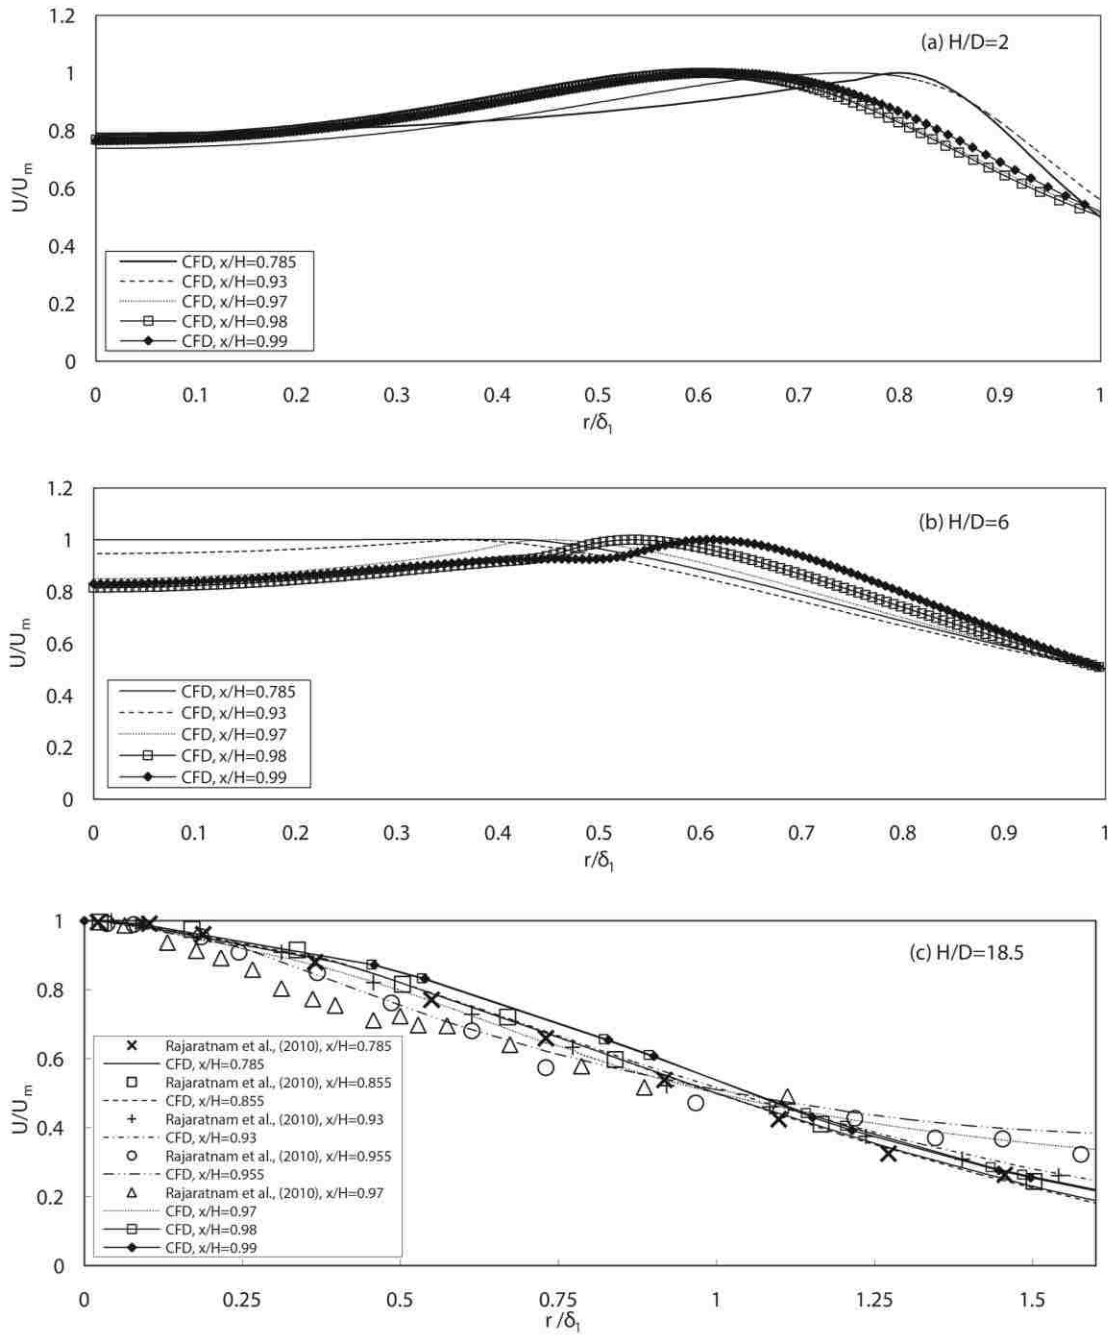 1.2
(a) H/D=2
1
0.8
0.6
U/Um
0.4
CFD, x/H=0.785
CFD, x/H=0.93
0.2
CFD, x/H=0.97
CFD, x/H=0.98
CFD, x/H=0.99
0
0 0.1 0.2 0.3 0.4 0.5 0.6 0.7 0.8 0.9 1
r/δ1
1.2
(b) H/D=6
1
0.8
0.6
U/Um
0.4
CFD, x/H=0.785
CFD, x/H=0.93
0.2
CFD, x/H=0.97
CFD, x/H=0.98
CFD, x/H=0.99
0
0 0.1 0.2 0.3 0.4 0.5 0.6 0.7 0.8 0.9 1
r/δ1
1
(c) H/D=18.5
0.8
0.6
U/Um
Rajaratnam et al., (2010), x/H=0.785
CFD, x/H=0.785
Rajaratnam et al., (2010), x/H=0.855
CFD, x/H=0.855
0.4
Rajaratnam et al., (2010), x/H=0.93
CFD, x/H=0.93
Rajaratnam et al., (2010), x/H=0.955
CFD, x/H=0.955
0.2
Rajaratnam et al., (2010), x/H=0.97
CFD, x/H=0.97
CFD, x/H=0.98
CFD, x/H=0.99
0
0 0.25 0.5 0.75 1 1.25 1.5
r/δ1